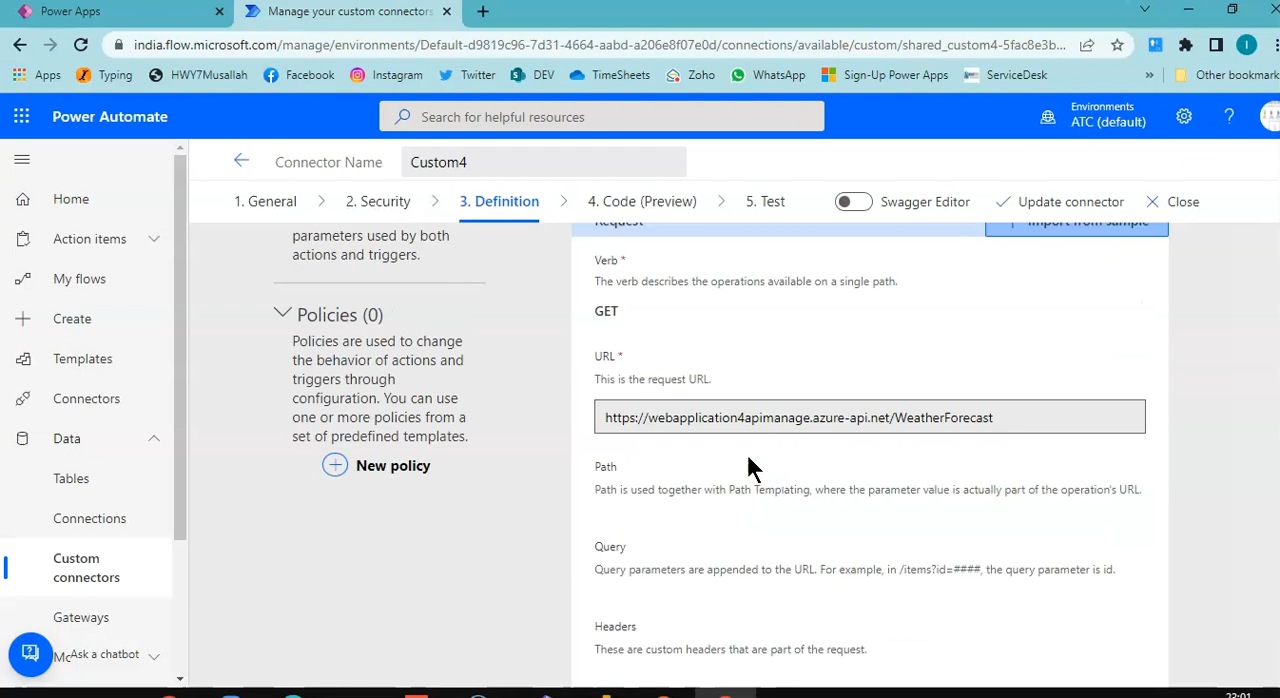 Power Apps
Manage your custom connectors
india.flow.microsoft.com/manage/environments/Default-d9819c96-7d31-4664-aabd-a206e8f07e0d/connections/available/custom/shared_custom4-5fac8e3b...
Apps
Typing
HWY7Musallah
Facebook
Instagram
Twitter
DEV
TimeSheets
Zoho
WhatsApp
Sign-Up Power Apps
ServiceDesk
»
Other bookmark
Power Automate
Search for helpful resources
Environments
ATC (default)
Connector Name
Custom4
1. General
2. Security
3. Definition
4. Code (Preview)
5. Test
Swagger Editor
Update connector
Close
Home
Action items
My flows
Create
Templates
Connectors
Data
Tables
Connections
Custom
connectors
Gateways
Ask a chatbot
parameters used by both
actions and triggers.
Policies (0)
Policies are used to change
the behavior of actions and
triggers through
configuration. You can use
one or more policies from a
set of predefined templates.
New policy
Request
Import from sample
Verb *
The verb describes the operations available on a single path.
GET
URL *
This is the request URL.
https://webapplication4apimanage.azure-api.net/WeatherForecast
Path
Path is used together with Path Templating, where the parameter value is actually part of the operation's URL.
Query
Query parameters are appended to the URL. For example, in /items?id=####, the query parameter is id.
Headers
These are custom headers that are part of the request.
23:01